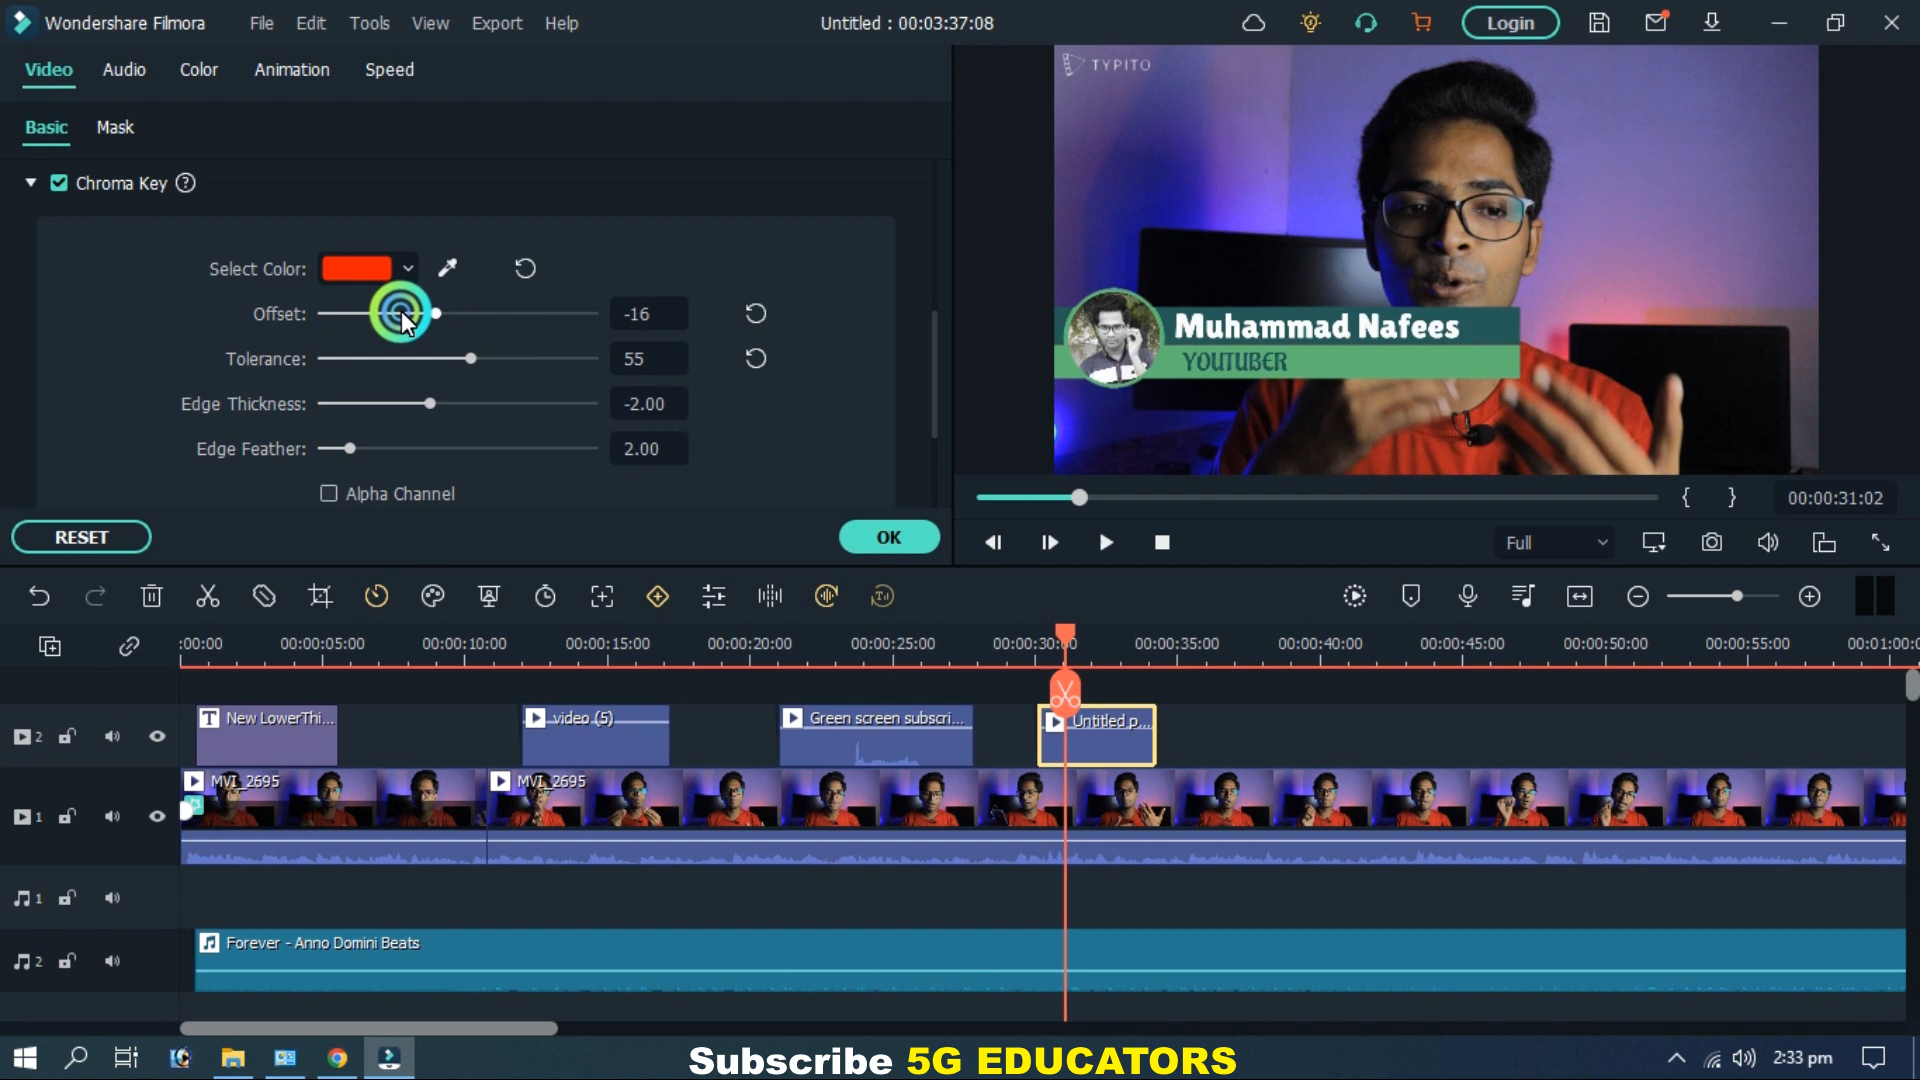 Wondershare Filmora File Edit Tools View Export Help Untitled : 00:03:37:08 Login
Video Audio Color Animation Speed
Basic Mask
Chroma Key ?
Select Color:
Offset: -16
Tolerance: 55
Edge Thickness: -2.00
Edge Feather: 2.00
Alpha Channel
RESET OK
TYPITO
Muhammad Nafees
YOUTUBER
{ } 00:00:31:02
Full
:00:00 00:00:05:00 00:00:10:00 00:00:15:00 00:00:20:00 00:00:25:00 00:00:30:00 00:00:35:00 00:00:40:00 00:00:45:00 00:00:50:00 00:00:55:00 00:01:00:0
2 T New LowerThi... video (5) Green screen subscri... Untitled p...
1 MVI_2695 MVI_2695
1
2 Forever - Anno Domini Beats
Subscribe 5G EDUCATORS 2:33 pm